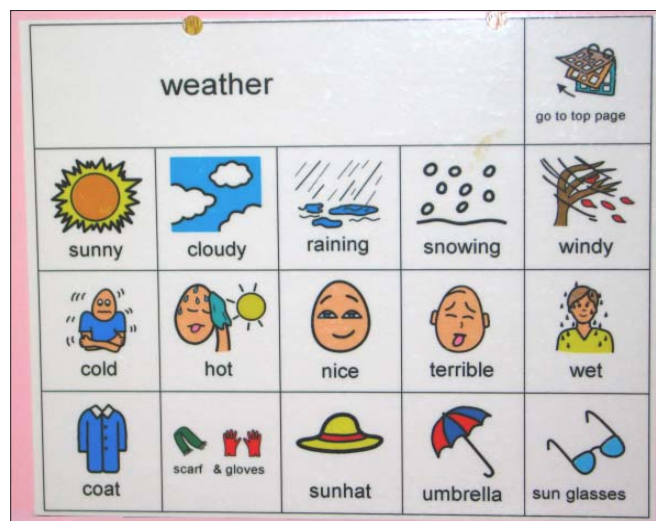 weather
go to top page
sunny cloudy raining snowing windy
cold hot nice terrible wet
coat scarf & gloves sunhat umbrella sun glasses